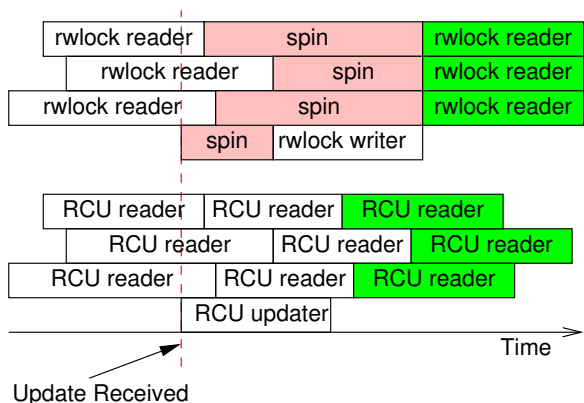 rwlock reader spin rwlock reader
rwlock reader spin rwlock reader
rwlock reader spin rwlock reader
spin rwlock writer
RCU reader RCU reader RCU reader
RCU reader RCU reader RCU reader
RCU reader RCU reader RCU reader
RCU updater
Time
Update Received